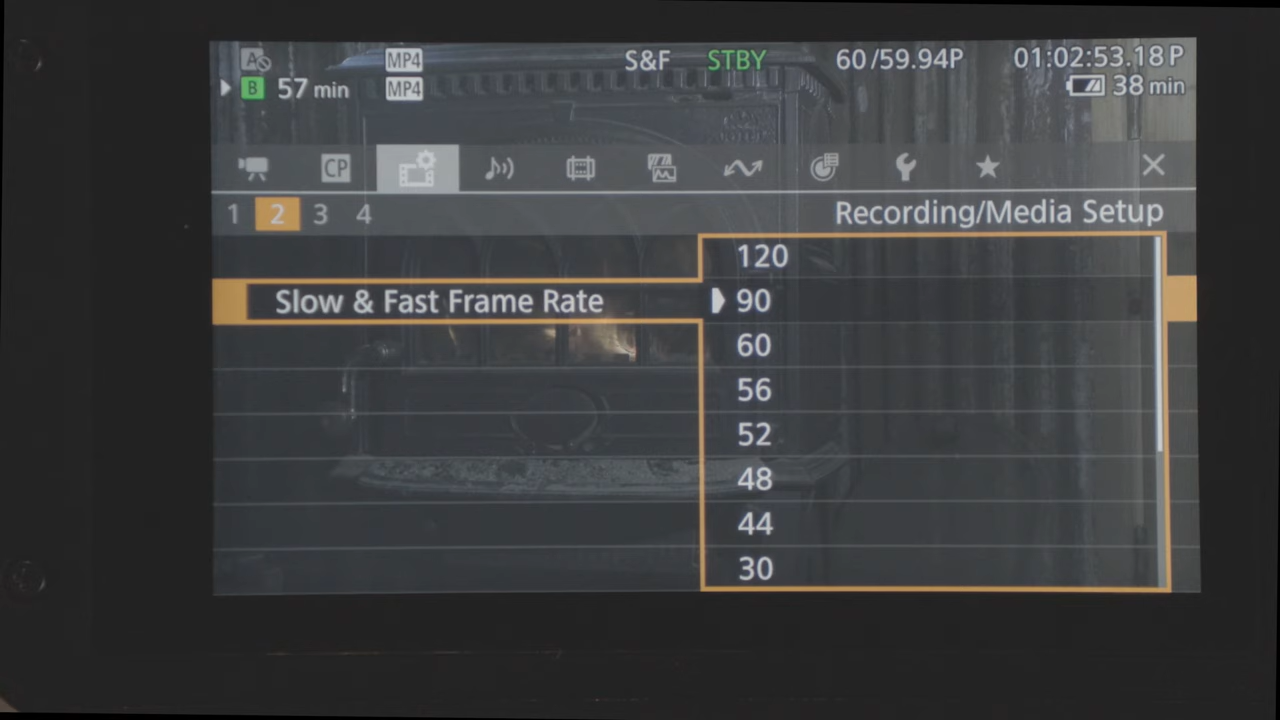 A MP4 S&F STBY 60/59.94P 01:02:53.18P
B 57 min MP4 38 min
CP
1 2 3 4 Recording/Media Setup
120
Slow & Fast Frame Rate 90
60
56
52
48
44
30